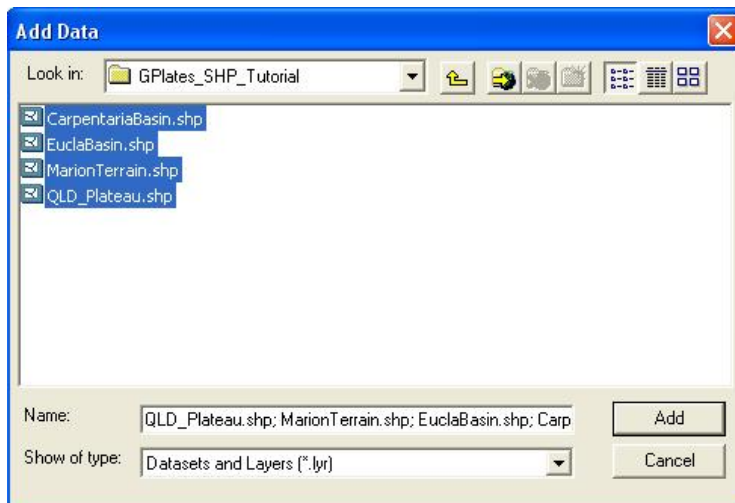 Add Data
Look in: GPlates_SHP_Tutorial
CarpentariaBasin.shp
EuclaBasin.shp
MarionTerrain.shp
QLD_Plateau.shp
Name: QLD_Plateau.shp; MarionTerrain.shp; EuclaBasin.shp; Carp Add
Show of type: Datasets and Layers (*.lyr) Cancel